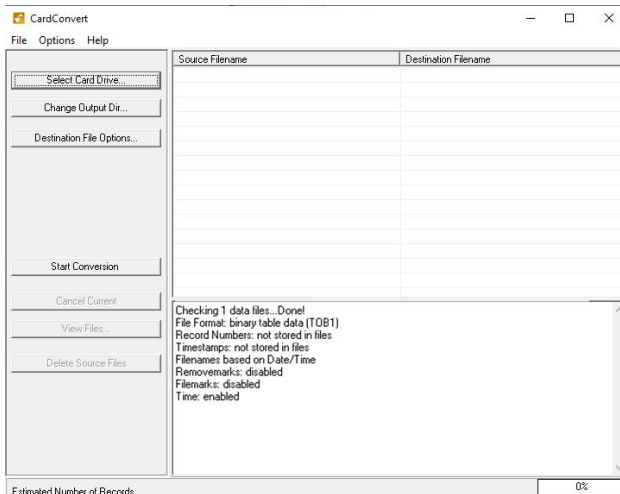 CardConvert
File Options Help
Select Card Drive...
Change Output Dir...
Destination File Options...
Start Conversion
Cancel Current
View Files...
Delete Source Files
Source Filename Destination Filename
Checking 1 data files...Done!
File Format: binary table data (TOB1)
Record Numbers: not stored in files
Timestamps: not stored in files
Filenames based on Date/Time
Removemarks: disabled
Filemarks: disabled
Time: enabled
Estimated Number of Records 0%